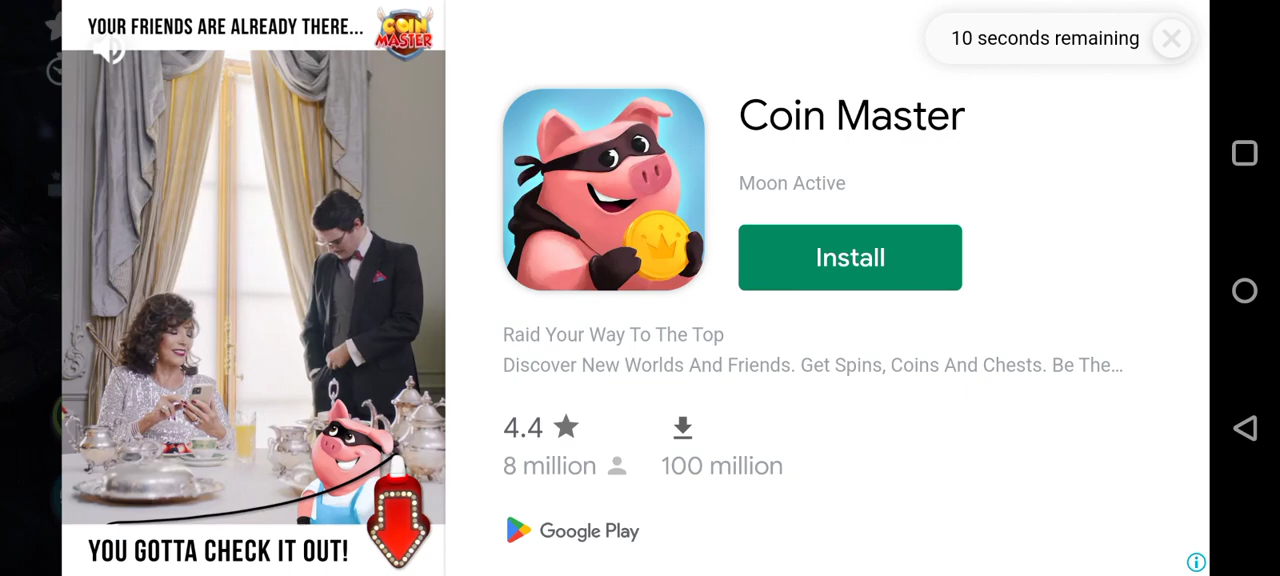 YOUR FRIENDS ARE ALREADY THERE...
COIN
MASTER
YOU GOTTA CHECK IT OUT!
10 seconds remaining
Coin Master
Moon Active
Install
Raid Your Way To The Top
Discover New Worlds And Friends. Get Spins, Coins And Chests. Be The...
4.4
8 million
100 million
Google Play